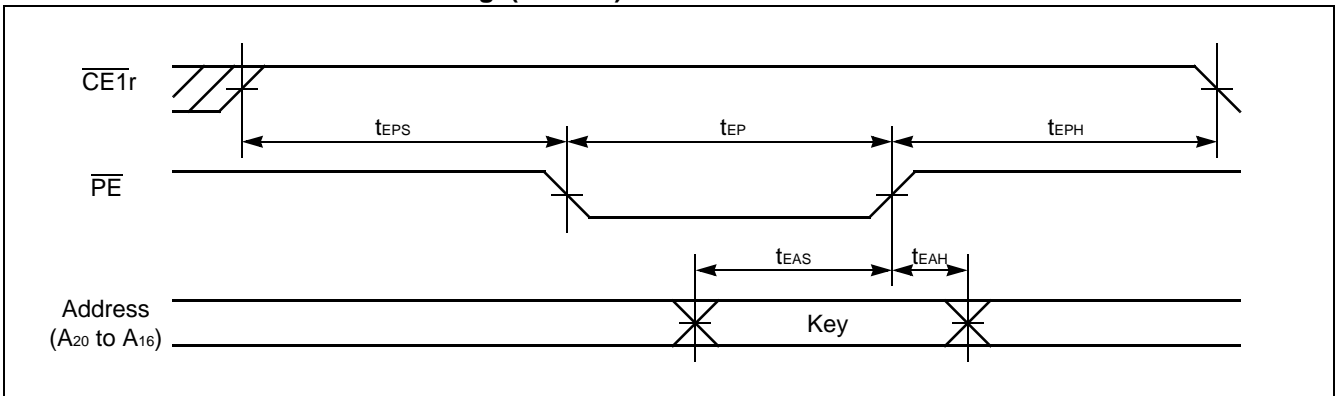 CE1r
tEPS
tEP
tEPH
PE
tEAS
tEAH
Address
(A20 to A16)
Key